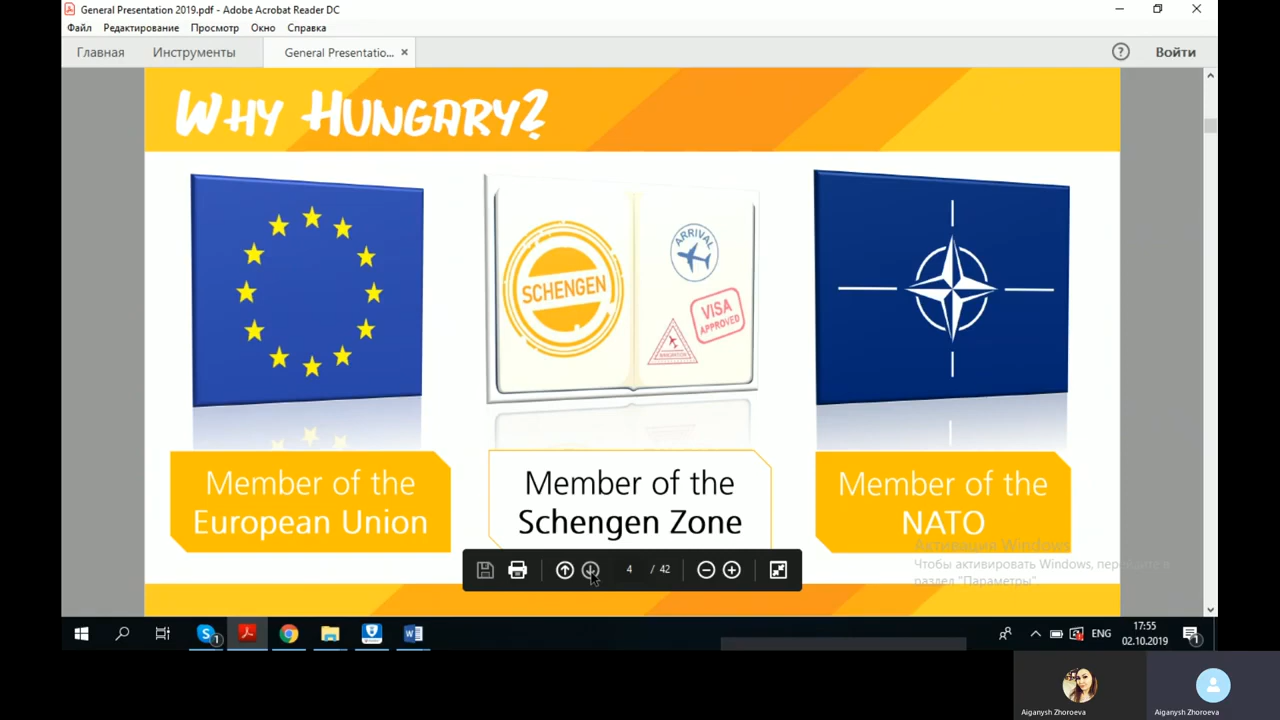 General Presentation 2019.pdf - Adobe Acrobat Reader DC
Файл Редактирование Просмотр Окно Справка
Главная Инструменты General Presentatio... × ? Войти
WHY HUNGARY?
SCHENGEN
ARRIVAL
VISA
APPROVED
Member of the
European Union
Member of the
Schengen Zone
Member of the
NATO
Активация Windows
Чтобы активировать Windows, перейдите в
раздел "Параметры".
4 / 42
1
ENG
17:55
02.10.2019
1
Aiganysh Zhoroeva
Aiganysh Zhoroeva